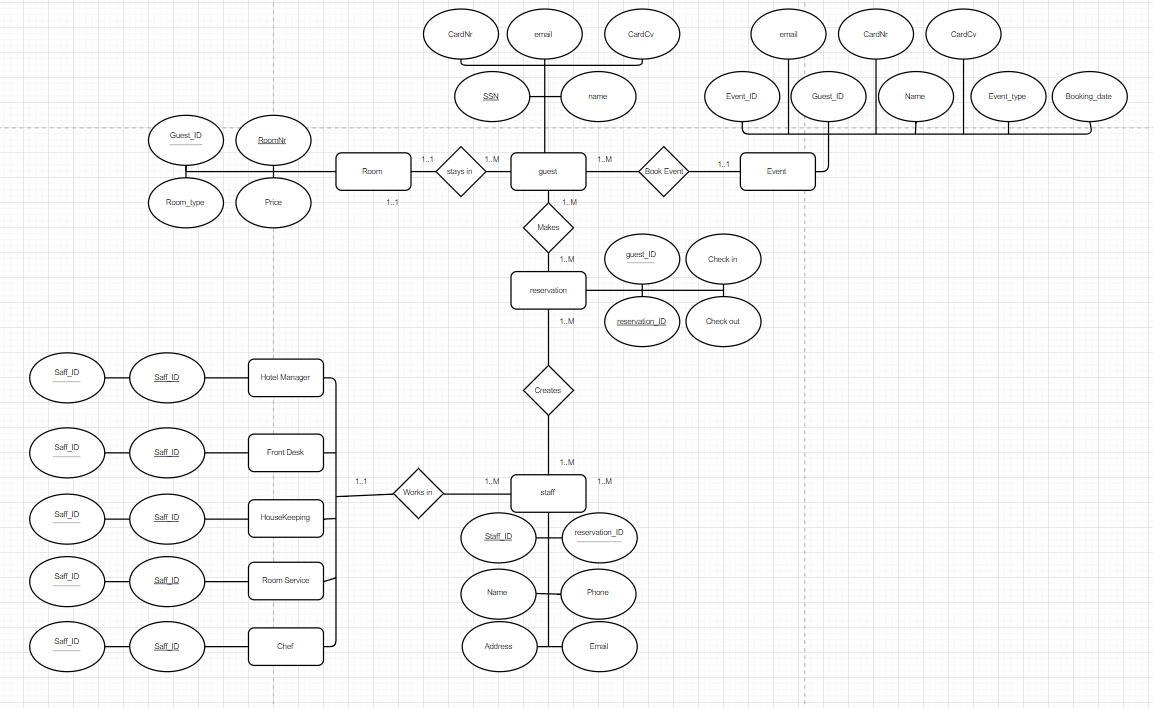 CardNr
email
CardCv
email
CardNr
CardCv
SSN
name
Event_ID
Guest_ID
Name
Event_type
Booking_date
Guest_ID
RoomNr
1..1
1..M
1..M
1..1
Room
stays in
guest
Book Event
Event
Room_type
Price
1..1
1..M
Makes
1..M
guest_ID
Check in
reservation
1..M
reservation_ID
Check out
Saff_ID
Saff_ID
Hotel Manager
Creates
Saff_ID
Saff_ID
Front Desk
1..M
1..1
1..M
1..M
Works in
staff
Saff_ID
Saff_ID
HouseKeeping
Staff_ID
reservation_ID
Saff_ID
Saff_ID
Room Service
Name
Phone
Saff_ID
Saff_ID
Chef
Address
Email